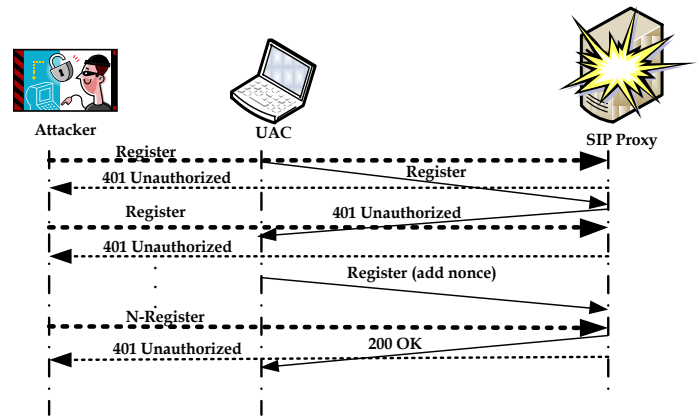 Attacker
UAC
SIP Proxy
Register
401 Unauthorized
Register
Register
401 Unauthorized
401 Unauthorized
Register (add nonce)
N-Register
401 Unauthorized
200 OK